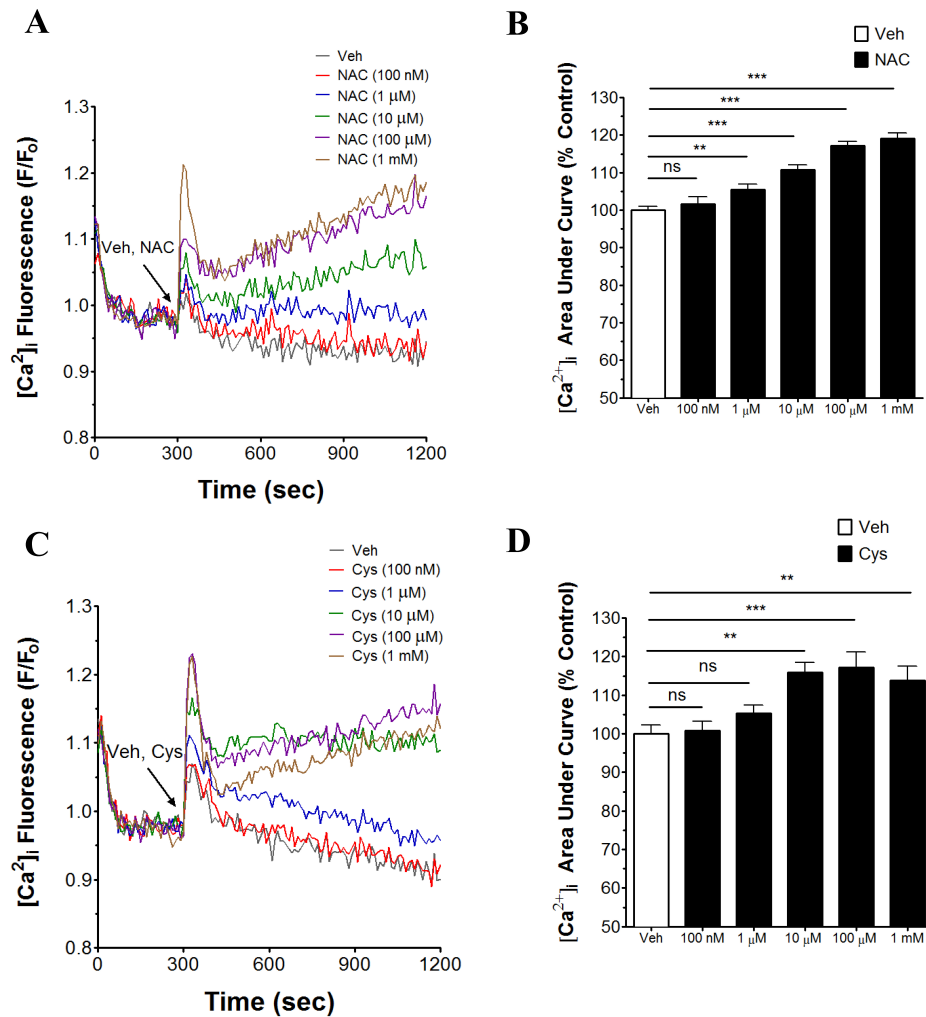 A
Veh
NAC (100 nM)
NAC (1 μM)
NAC (10 μM)
NAC (100 μM)
NAC (1 mM)
[Ca²]i Fluorescence (F/Fo)
1.3
1.2
1.1
1.0
0.9
0.8
Veh, NAC
0 300 600 900 1200
Time (sec)
B
Veh
NAC
[Ca²⁺]i Area Under Curve (% Control)
130
120
110
100
90
80
70
60
50
***
***
***
**
ns
Veh 100 nM 1 μM 10 μM 100 μM 1 mM
C
Veh
Cys (100 nM)
Cys (1 μM)
Cys (10 μM)
Cys (100 μM)
Cys (1 mM)
[Ca²]i Fluorescence (F/Fo)
1.3
1.2
1.1
1.0
0.9
0.8
Veh, Cys
0 300 600 900 1200
Time (sec)
D
Veh
Cys
[Ca²⁺]i Area Under Curve (% Control)
130
120
110
100
90
80
70
60
50
**
***
**
ns
ns
Veh 100 nM 1 μM 10 μM 100 μM 1 mM